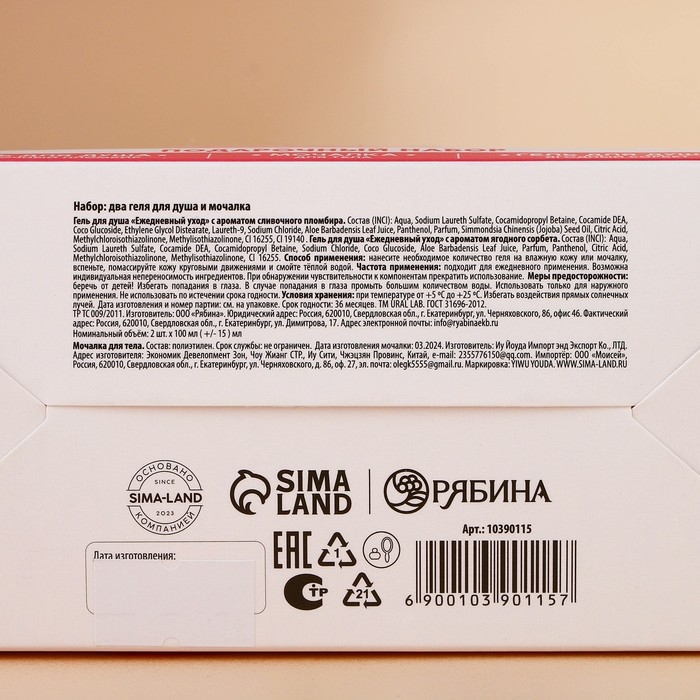 ПОДАРОЧНЫЙ НАБОР
Набор: два геля для душа и мочалка
Гель для душа «Ежедневный уход» с ароматом сливочного пломбира. Состав (INCI): Aqua, Sodium Laureth Sulfate, Cocamidopropyl Betaine, Cocamide DEA,
Coco Glucoside, Ethylene Glycol Distearate, Laureth-9, Sodium Chloride, Aloe Barbadensis Leaf Juice, Panthenol, Parfum, Simmondsia Chinensis (Jojoba) Seed Oil, Citric Acid,
Methylchloroisothiazolinone, Methylisothiazolinone, CI 16255, CI 19140 . Гель для душа «Ежедневный уход» с ароматом ягодного сорбета. Состав (INCI): Aqua,
Sodium Laureth Sulfate, Cocamide DEA, Cocamidopropyl Betaine, Sodium Chloride, Coco Glucoside, Aloe Barbadensis Leaf Juice, Parfum, Panthenol, Citric Acid,
Methylchloroisothiazolinone, Methylisothiazolinone, CI 16255. Способ применения: нанесите необходимое количество геля на влажную кожу или мочалку,
вспеньте, помассируйте кожу круговыми движениями и смойте тёплой водой. Частота применения: подходит для ежедневного применения. Возможна
индивидуальная непереносимость ингредиентов. При обнаружении чувствительности к компонентам прекратить использование. Меры предосторожности:
беречь от детей! Избегать попадания в глаза. В случае попадания в глаза промыть большим количеством воды. Использовать только для наружного
применения. Не использовать по истечении срока годности. Условия хранения: при температуре от +5 °С до +25 °С. Избегать воздействия прямых солнечных
лучей. Дата изготовления и номер партии: см. на упаковке. Срок годности: 36 месяцев. TM URAL LAB. ГОСТ 31696-2012.
ТР ТС 009/2011. Изготовитель: ООО «Рябина». Юридический адрес: Россия, 620010, Свердловская обл., г. Екатеринбург, ул. Черняховского, 86, офис 46. Фактический
адрес: Россия, 620010, Свердловская обл., г. Екатеринбург, ул. Димитрова, 17. Адрес электронной почты: info@ryabinaekb.ru
Номинальный объём: 2 шт. х 100 мл ( +/- 15 ) мл
Мочалка для тела. Состав: полиэтилен. Срок службы: не ограничен. Дата изготовления мочалки: 03.2024. Изготовитель: Иу Йоуда Импорт энд Экспорт Ко., ЛТД.
Адрес изготовителя: Экономик Девелопмент Зон, Чоу Жианг СТР., Иу Сити, Чжэцзян Провинс, Китай, e-mail: 2355776150@qq.com. Импортёр: ООО «Моисей»,
Россия, 620010, Свердловская обл., г. Екатеринбург, ул. Черняховского, д. 86, оф. 27, эл. почта: olegk5555@gmail.ru. Маркировка: YIWU YOUDA. WWW.SIMA-LAND.RU
ОСНОВАНО
SINCE
SIMA-LAND
2023
КОМПАНИЕЙ
SIMA
LAND
РЯБИНА
Арт.: 10390115
EAC
1
Дата изготовления:
СТР
21
6 900103 901157